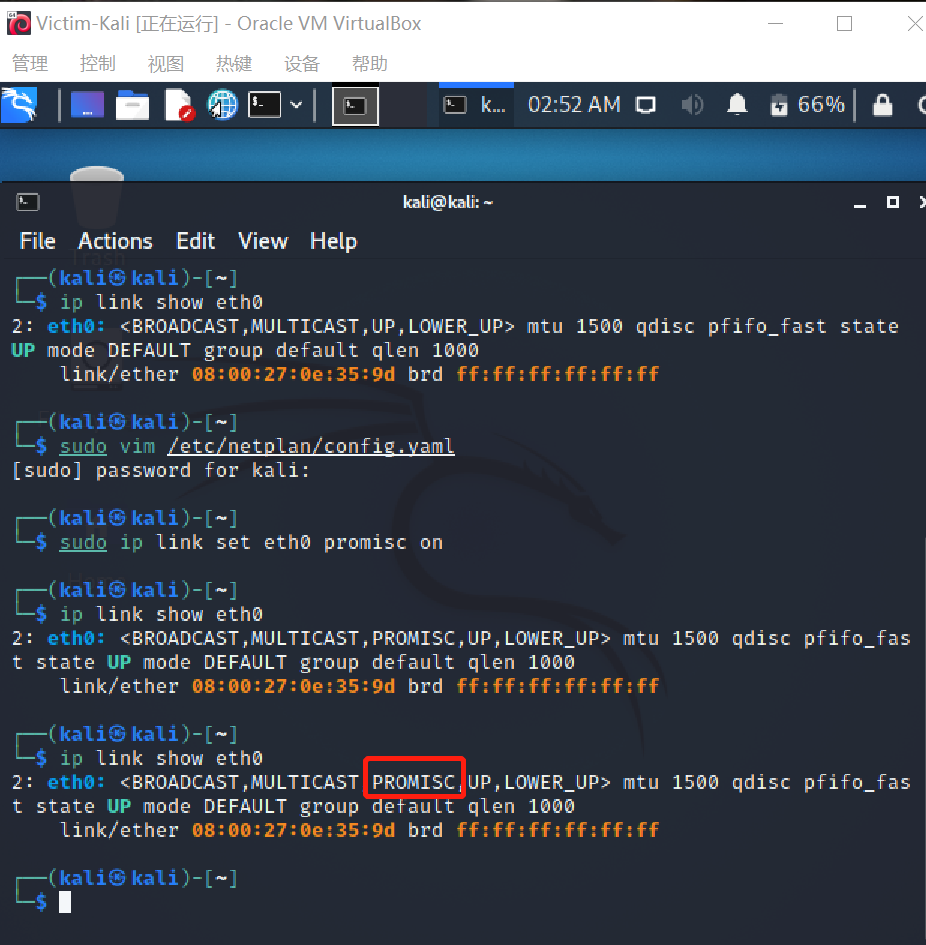 Victim-Kali [正在运行] - Oracle VM VirtualBox
管理 控制 视图 热键 设备 帮助
k... 02:52 AM 66%
kali@kali: ~
Trash
File Actions Edit View Help
┌──(kali㉿kali)-[~]
└─$ ip link show eth0
2: eth0: <BROADCAST,MULTICAST,UP,LOWER_UP> mtu 1500 qdisc pfifo_fast state
UP mode DEFAULT group default qlen 1000
link/ether 08:00:27:0e:35:9d brd ff:ff:ff:ff:ff:ff
┌──(kali㉿kali)-[~]
└─$ sudo vim /etc/netplan/config.yaml
[sudo] password for kali:
┌──(kali㉿kali)-[~]
└─$ sudo ip link set eth0 promisc on
┌──(kali㉿kali)-[~]
└─$ ip link show eth0
2: eth0: <BROADCAST,MULTICAST,PROMISC,UP,LOWER_UP> mtu 1500 qdisc pfifo_fas
t state UP mode DEFAULT group default qlen 1000
link/ether 08:00:27:0e:35:9d brd ff:ff:ff:ff:ff:ff
┌──(kali㉿kali)-[~]
└─$ ip link show eth0
2: eth0: <BROADCAST,MULTICAST,PROMISC,UP,LOWER_UP> mtu 1500 qdisc pfifo_fas
t state UP mode DEFAULT group default qlen 1000
link/ether 08:00:27:0e:35:9d brd ff:ff:ff:ff:ff:ff
┌──(kali㉿kali)-[~]
└─$